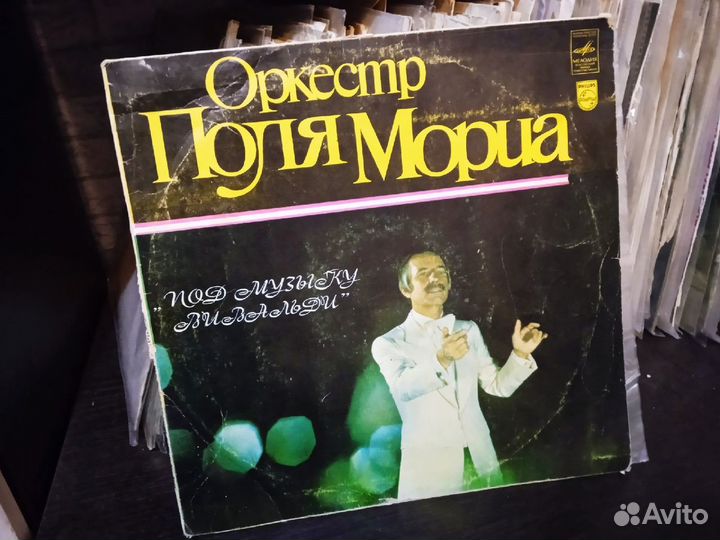 Оркестр
Поля Мориа
„ПОД МУЗЫКУ
ВИВАЛЬДИ"
МЕЛОДИЯ
PHILIPS
Avito